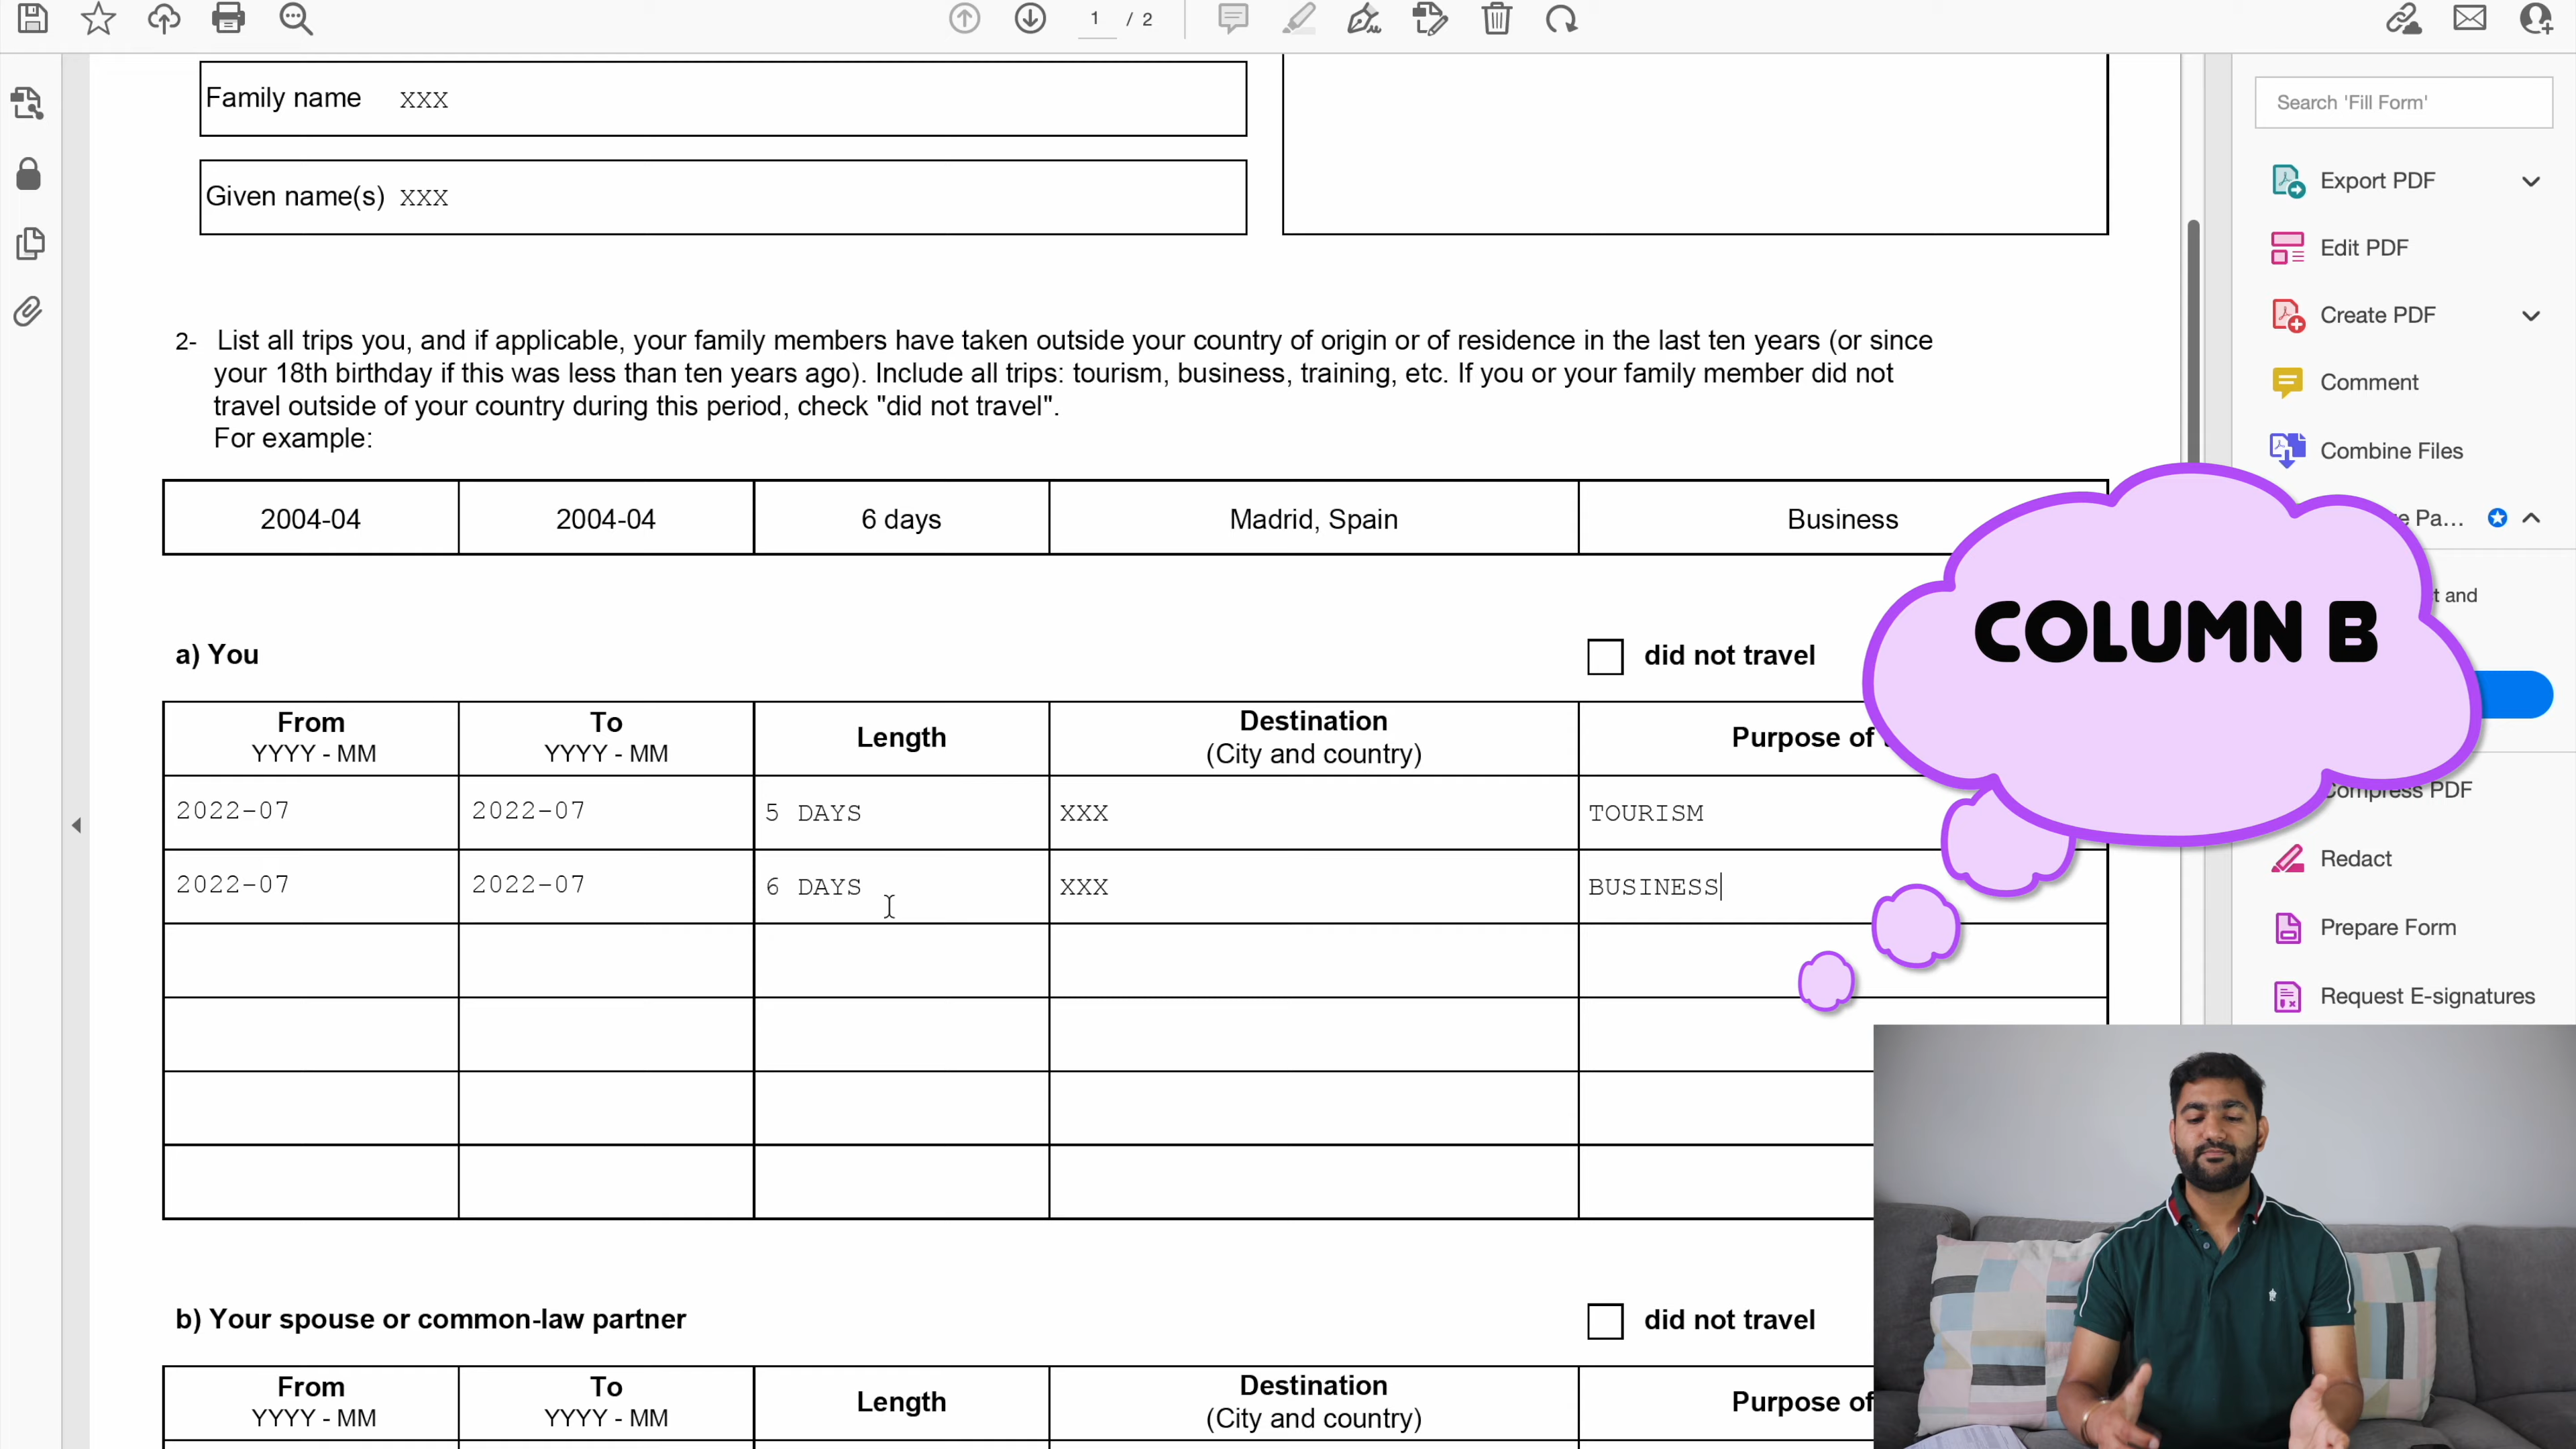 1 / 2
Search 'Fill Form'
Family name XXX
Given name(s) XXX
Export PDF
Edit PDF
Create PDF
Comment
Combine Files
2- List all trips you, and if applicable, your family members have taken outside your country of origin or of residence in the last ten years (or since
your 18th birthday if this was less than ten years ago). Include all trips: tourism, business, training, etc. If you or your family member did not
travel outside of your country during this period, check "did not travel".
For example:
2004-04 2004-04 6 days Madrid, Spain Business
Pa...
t and
COLUMN B
a) You did not travel
From To Length Destination Purpose of
YYYY - MM YYYY - MM (City and country)
2022-07 2022-07 5 DAYS XXX TOURISM
2022-07 2022-07 6 DAYS XXX BUSINESS
Compress PDF
Redact
Prepare Form
Request E-signatures
b) Your spouse or common-law partner did not travel
From To Length Destination Purpose of
YYYY - MM YYYY - MM (City and country)